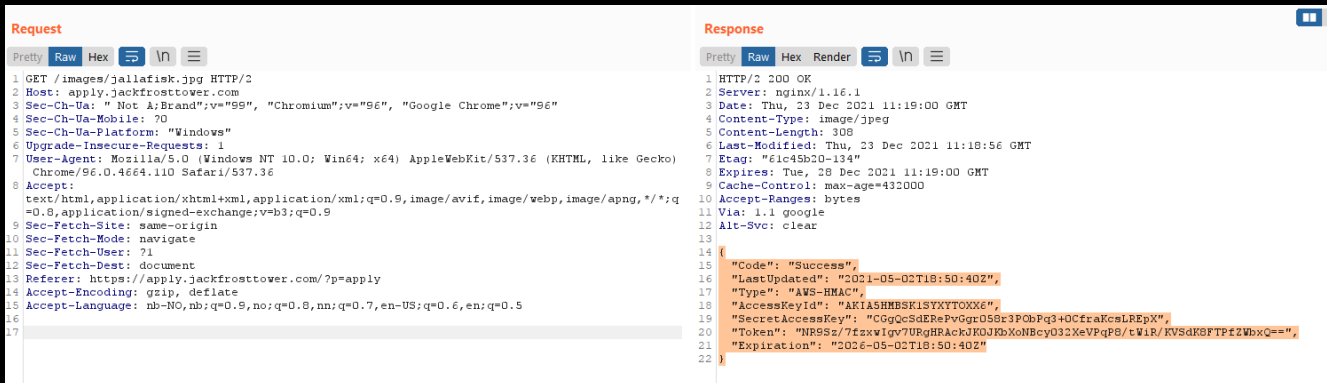 Request
Pretty Raw Hex \n
1 GET /images/jallafisk.jpg HTTP/2
2 Host: apply.jackfrosttower.com
3 Sec-Ch-Ua: " Not A;Brand";v="99", "Chromium";v="96", "Google Chrome";v="96"
4 Sec-Ch-Ua-Mobile: ?0
5 Sec-Ch-Ua-Platform: "Windows"
6 Upgrade-Insecure-Requests: 1
7 User-Agent: Mozilla/5.0 (Windows NT 10.0; Win64; x64) AppleWebKit/537.36 (KHTML, like Gecko)
Chrome/96.0.4664.110 Safari/537.36
8 Accept:
text/html,application/xhtml+xml,application/xml;q=0.9,image/avif,image/webp,image/apng,*/*;q
=0.8,application/signed-exchange;v=b3;q=0.9
9 Sec-Fetch-Site: same-origin
10 Sec-Fetch-Mode: navigate
11 Sec-Fetch-User: ?1
12 Sec-Fetch-Dest: document
13 Referer: https://apply.jackfrosttower.com/?p=apply
14 Accept-Encoding: gzip, deflate
15 Accept-Language: nb-NO,nb;q=0.9,no;q=0.8,nn;q=0.7,en-US;q=0.6,en;q=0.5
16
17
Response
Pretty Raw Hex Render \n
1 HTTP/2 200 OK
2 Server: nginx/1.16.1
3 Date: Thu, 23 Dec 2021 11:19:00 GMT
4 Content-Type: image/jpeg
5 Content-Length: 308
6 Last-Modified: Thu, 23 Dec 2021 11:18:56 GMT
7 Etag: "61c45b20-134"
8 Expires: Tue, 28 Dec 2021 11:19:00 GMT
9 Cache-Control: max-age=432000
10 Accept-Ranges: bytes
11 Via: 1.1 google
12 Alt-Svc: clear
13
14 {
15 "Code": "Success",
16 "LastUpdated": "2021-05-02T18:50:40Z",
17 "Type": "AWS-HMAC",
18 "AccessKeyId": "AKIA5HMBSK1SYXYTOXX6",
19 "SecretAccessKey": "CGgQcSdERePvGgr058r3PObPq3+0CfraKcsLREpX",
20 "Token": "NR9Sz/7fzxwIgv7URgHRAckJK0JKbXoNBcy032XeVPqP8/tWiR/KVSdK8FTPfZWbxQ==",
21 "Expiration": "2026-05-02T18:50:40Z"
22 }